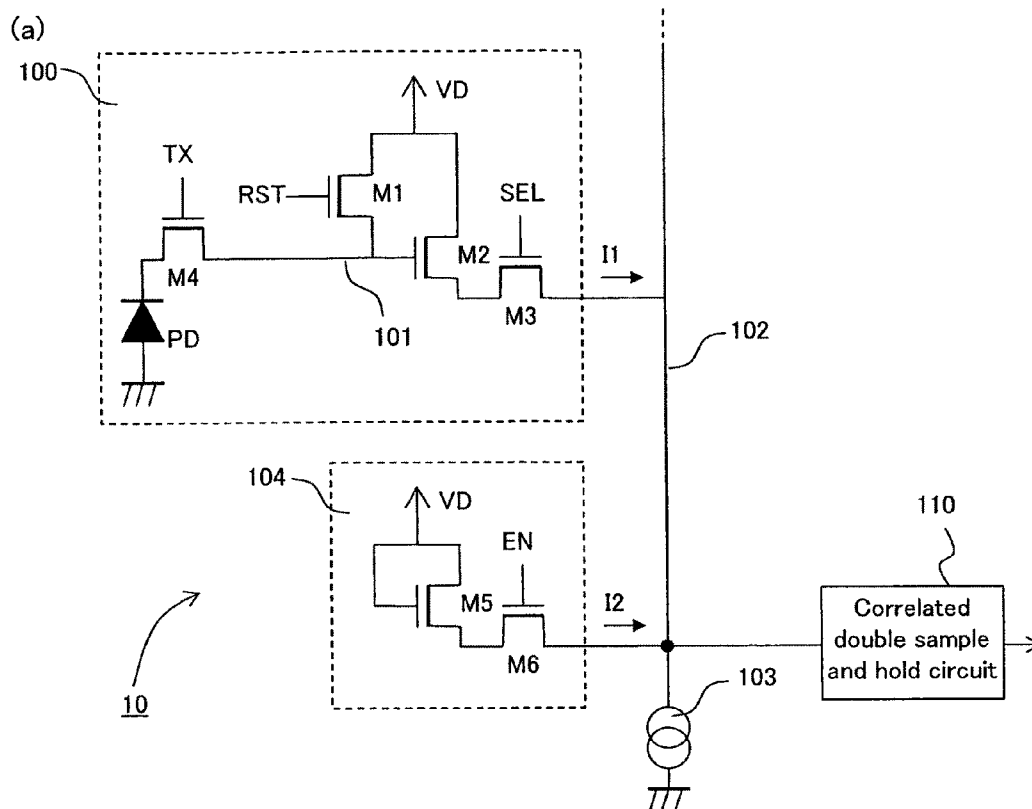 (a)
100
VD
TX
RST
M1
SEL
M2
I1
M4
M3
101
PD
102
104
VD
EN
110
M5
I2
Correlated
double sample
and hold circuit
M6
103
10